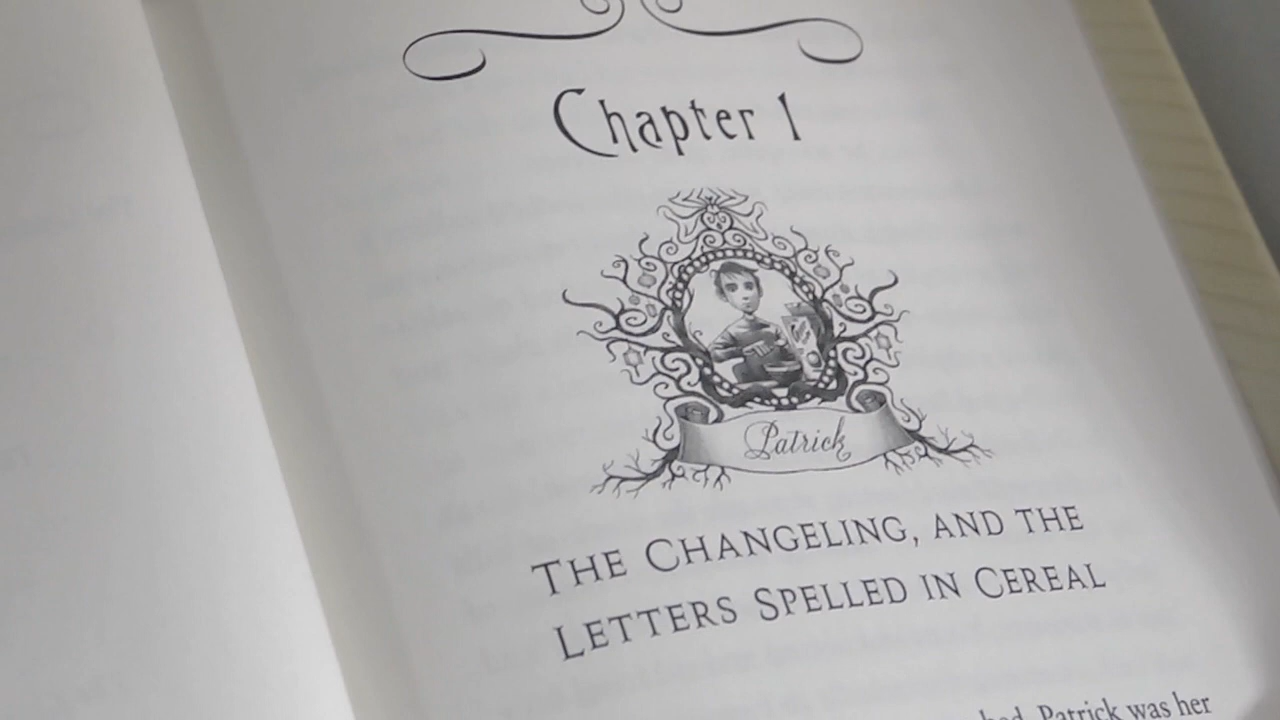 Chapter 1
Patrick
The Changeling, and the
Letters Spelled in Cereal
Patrick was her